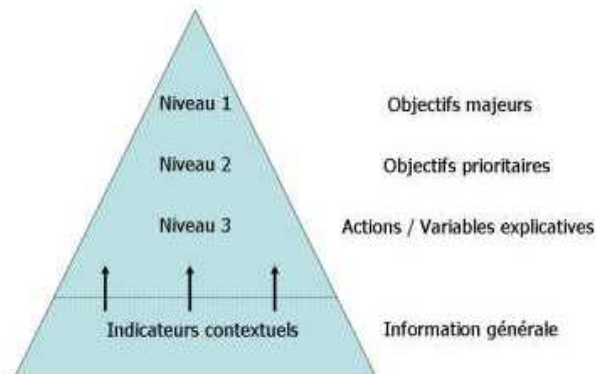 Niveau 1 Objectifs majeurs
Niveau 2 Objectifs prioritaires
Niveau 3 Actions / Variables explicatives
Indicateurs contextuels Information générale